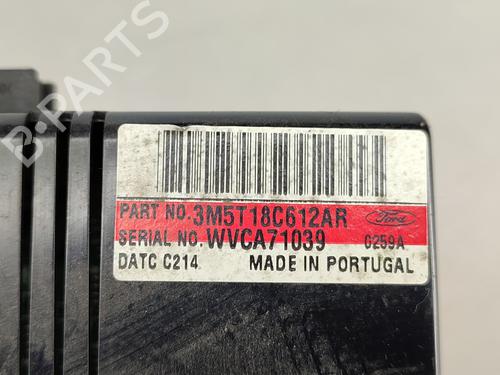 B-PARTS
PART NO. 3M5T18C612AR Ford
SERIAL NO. WVCA71039 C259A
DATC C214 MADE IN PORTUGAL